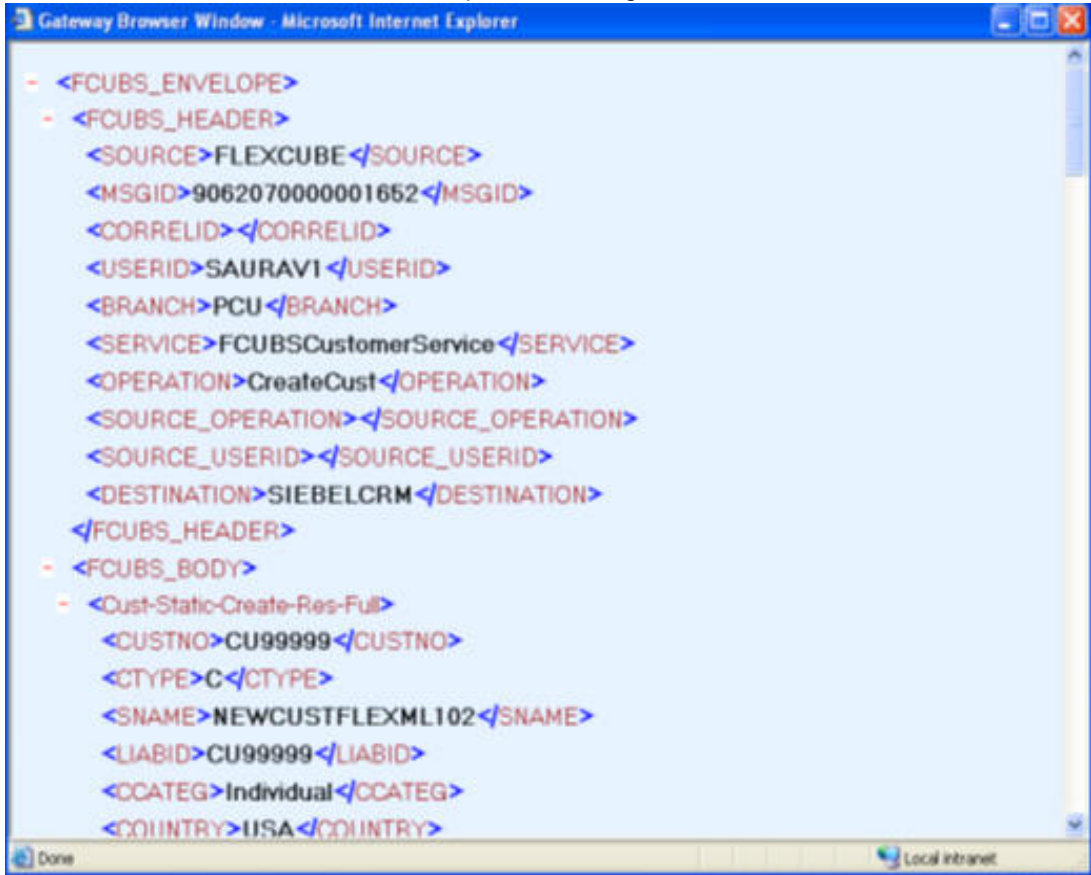 Gateway Browser Window - Microsoft Internet Explorer
- <FCUBS_ENVELOPE>
- <FCUBS_HEADER>
<SOURCE>FLEXCUBE</SOURCE>
<MSGID>9062070000001652</MSGID>
<CORRELID></CORRELID>
<USERID>SAURAV1</USERID>
<BRANCH>PCU</BRANCH>
<SERVICE>FCUBSCustomerService</SERVICE>
<OPERATION>CreateCust</OPERATION>
<SOURCE_OPERATION></SOURCE_OPERATION>
<SOURCE_USERID></SOURCE_USERID>
<DESTINATION>SIEBELCRM</DESTINATION>
</FCUBS_HEADER>
- <FCUBS_BODY>
- <Cust-Static-Create-Res-Full>
<CUSTNO>CU99999</CUSTNO>
<CTYPE>C</CTYPE>
<SNAME>NEWCUSTFLEXML102</SNAME>
<LIABID>CU99999</LIABID>
<CCATEG>Individual</CCATEG>
<COUNTRY>USA</COUNTRY>
Done Local intranet